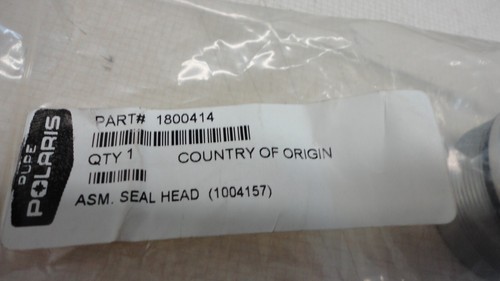 PURE
POLARIS
PART# 1800414
QTY 1 COUNTRY OF ORIGIN
ASM. SEAL HEAD (1004157)